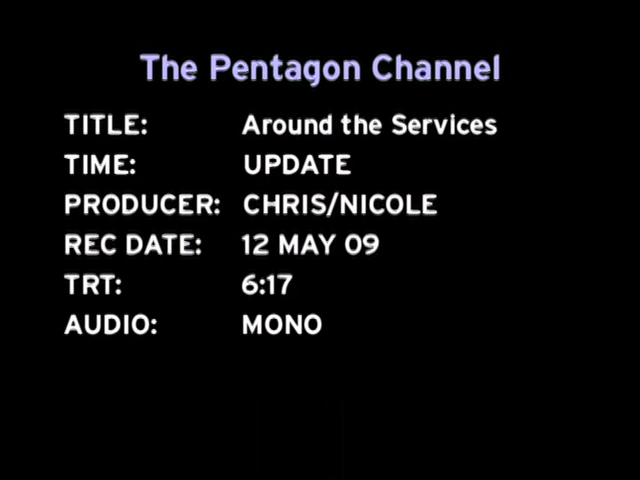 The Pentagon Channel
TITLE: Around the Services
TIME: UPDATE
PRODUCER: CHRIS/NICOLE
REC DATE: 12 MAY 09
TRT: 6:17
AUDIO: MONO